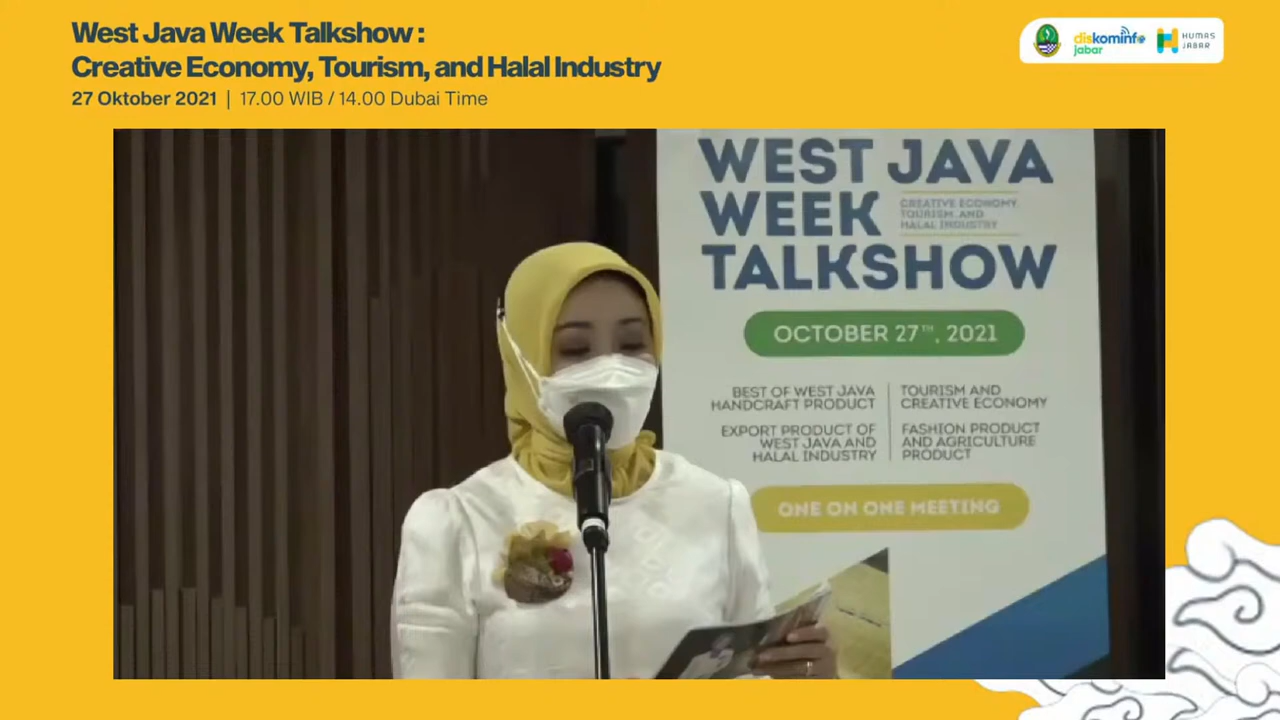 West Java Week Talkshow :
Creative Economy, Tourism, and Halal Industry
27 Oktober 2021 | 17.00 WIB / 14.00 Dubai Time
diskominfo
jabar
HUMAS
JABAR
WEST JAVA
WEEK
CREATIVE ECONOMY,
TOURISM, AND
HALAL INDUSTRY
TALKSHOW
OCTOBER 27TH, 2021
BEST OF WEST JAVA
HANDCRAFT PRODUCT
TOURISM AND
CREATIVE ECONOMY
EXPORT PRODUCT OF
WEST JAVA AND
HALAL INDUSTRY
FASHION PRODUCT
AND AGRICULTURE
PRODUCT
ONE ON ONE MEETING